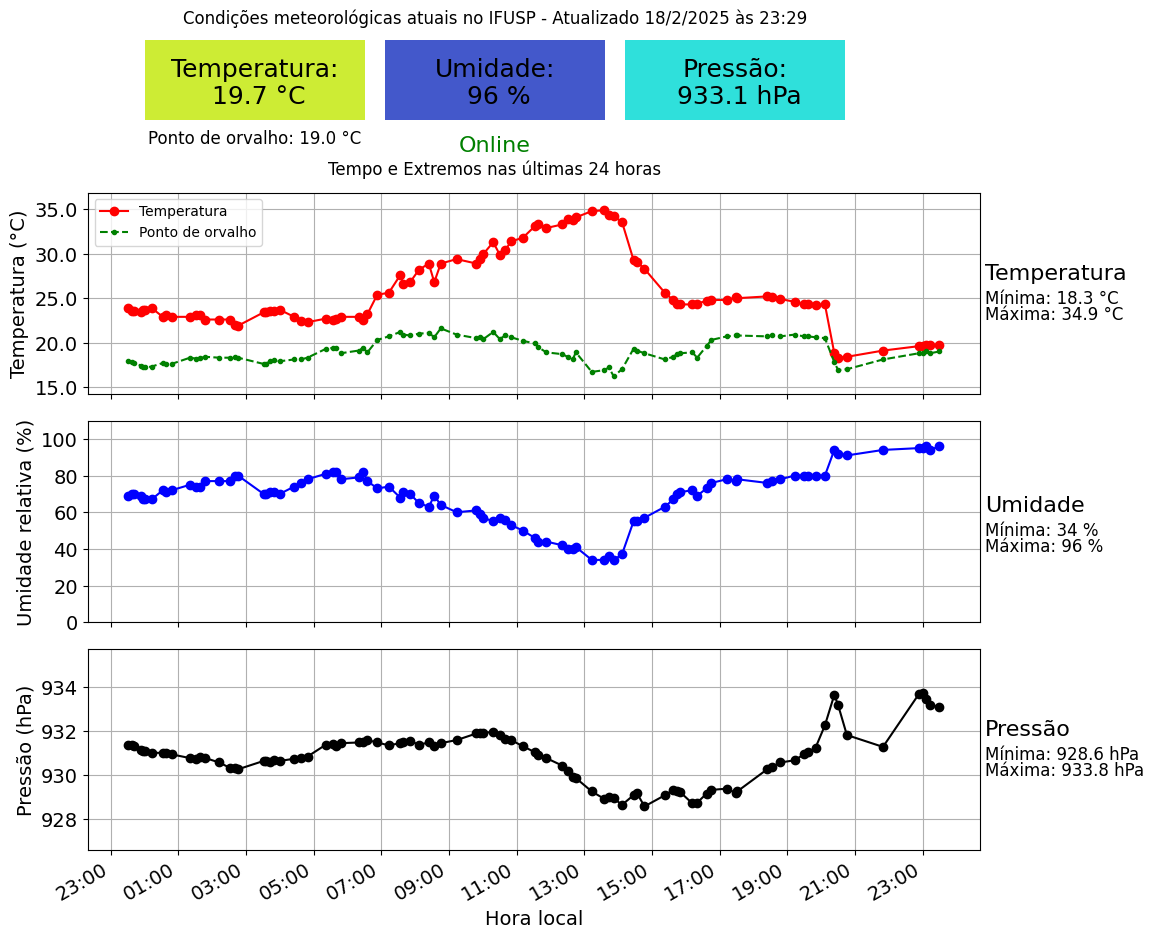 Condições meteorológicas atuais no IFUSP - Atualizado 18/2/2025 às 23:29
Temperatura:
19.7 °C
Umidade:
96 %
Pressão:
933.1 hPa
Ponto de orvalho: 19.0 °C
Online
Tempo e Extremos nas últimas 24 horas
Temperatura (°C)
35.0
30.0
25.0
20.0
15.0
Temperatura
Ponto de orvalho
Temperatura
Mínima: 18.3 °C
Máxima: 34.9 °C
Umidade relativa (%)
100
80
60
40
20
0
Umidade
Mínima: 34 %
Máxima: 96 %
Pressão (hPa)
934
932
930
928
Pressão
Mínima: 928.6 hPa
Máxima: 933.8 hPa
23:00 01:00 03:00 05:00 07:00 09:00 11:00 13:00 15:00 17:00 19:00 21:00 23:00
Hora local